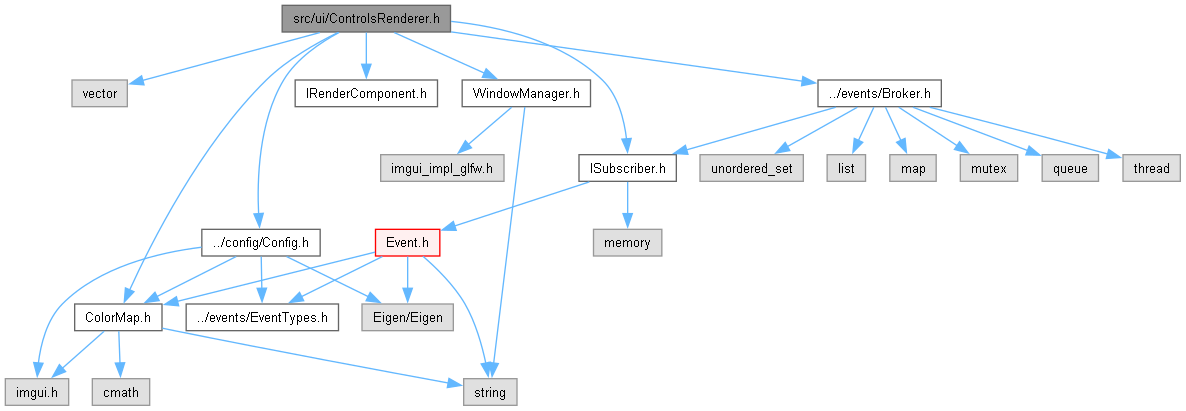 src/ui/ControlsRenderer.h
vector
IRenderComponent.h
WindowManager.h
../events/Broker.h
imgui_impl_glfw.h
ISubscriber.h
unordered_set
list
map
mutex
queue
thread
../config/Config.h
Event.h
memory
ColorMap.h
../events/EventTypes.h
Eigen/Eigen
imgui.h
cmath
string